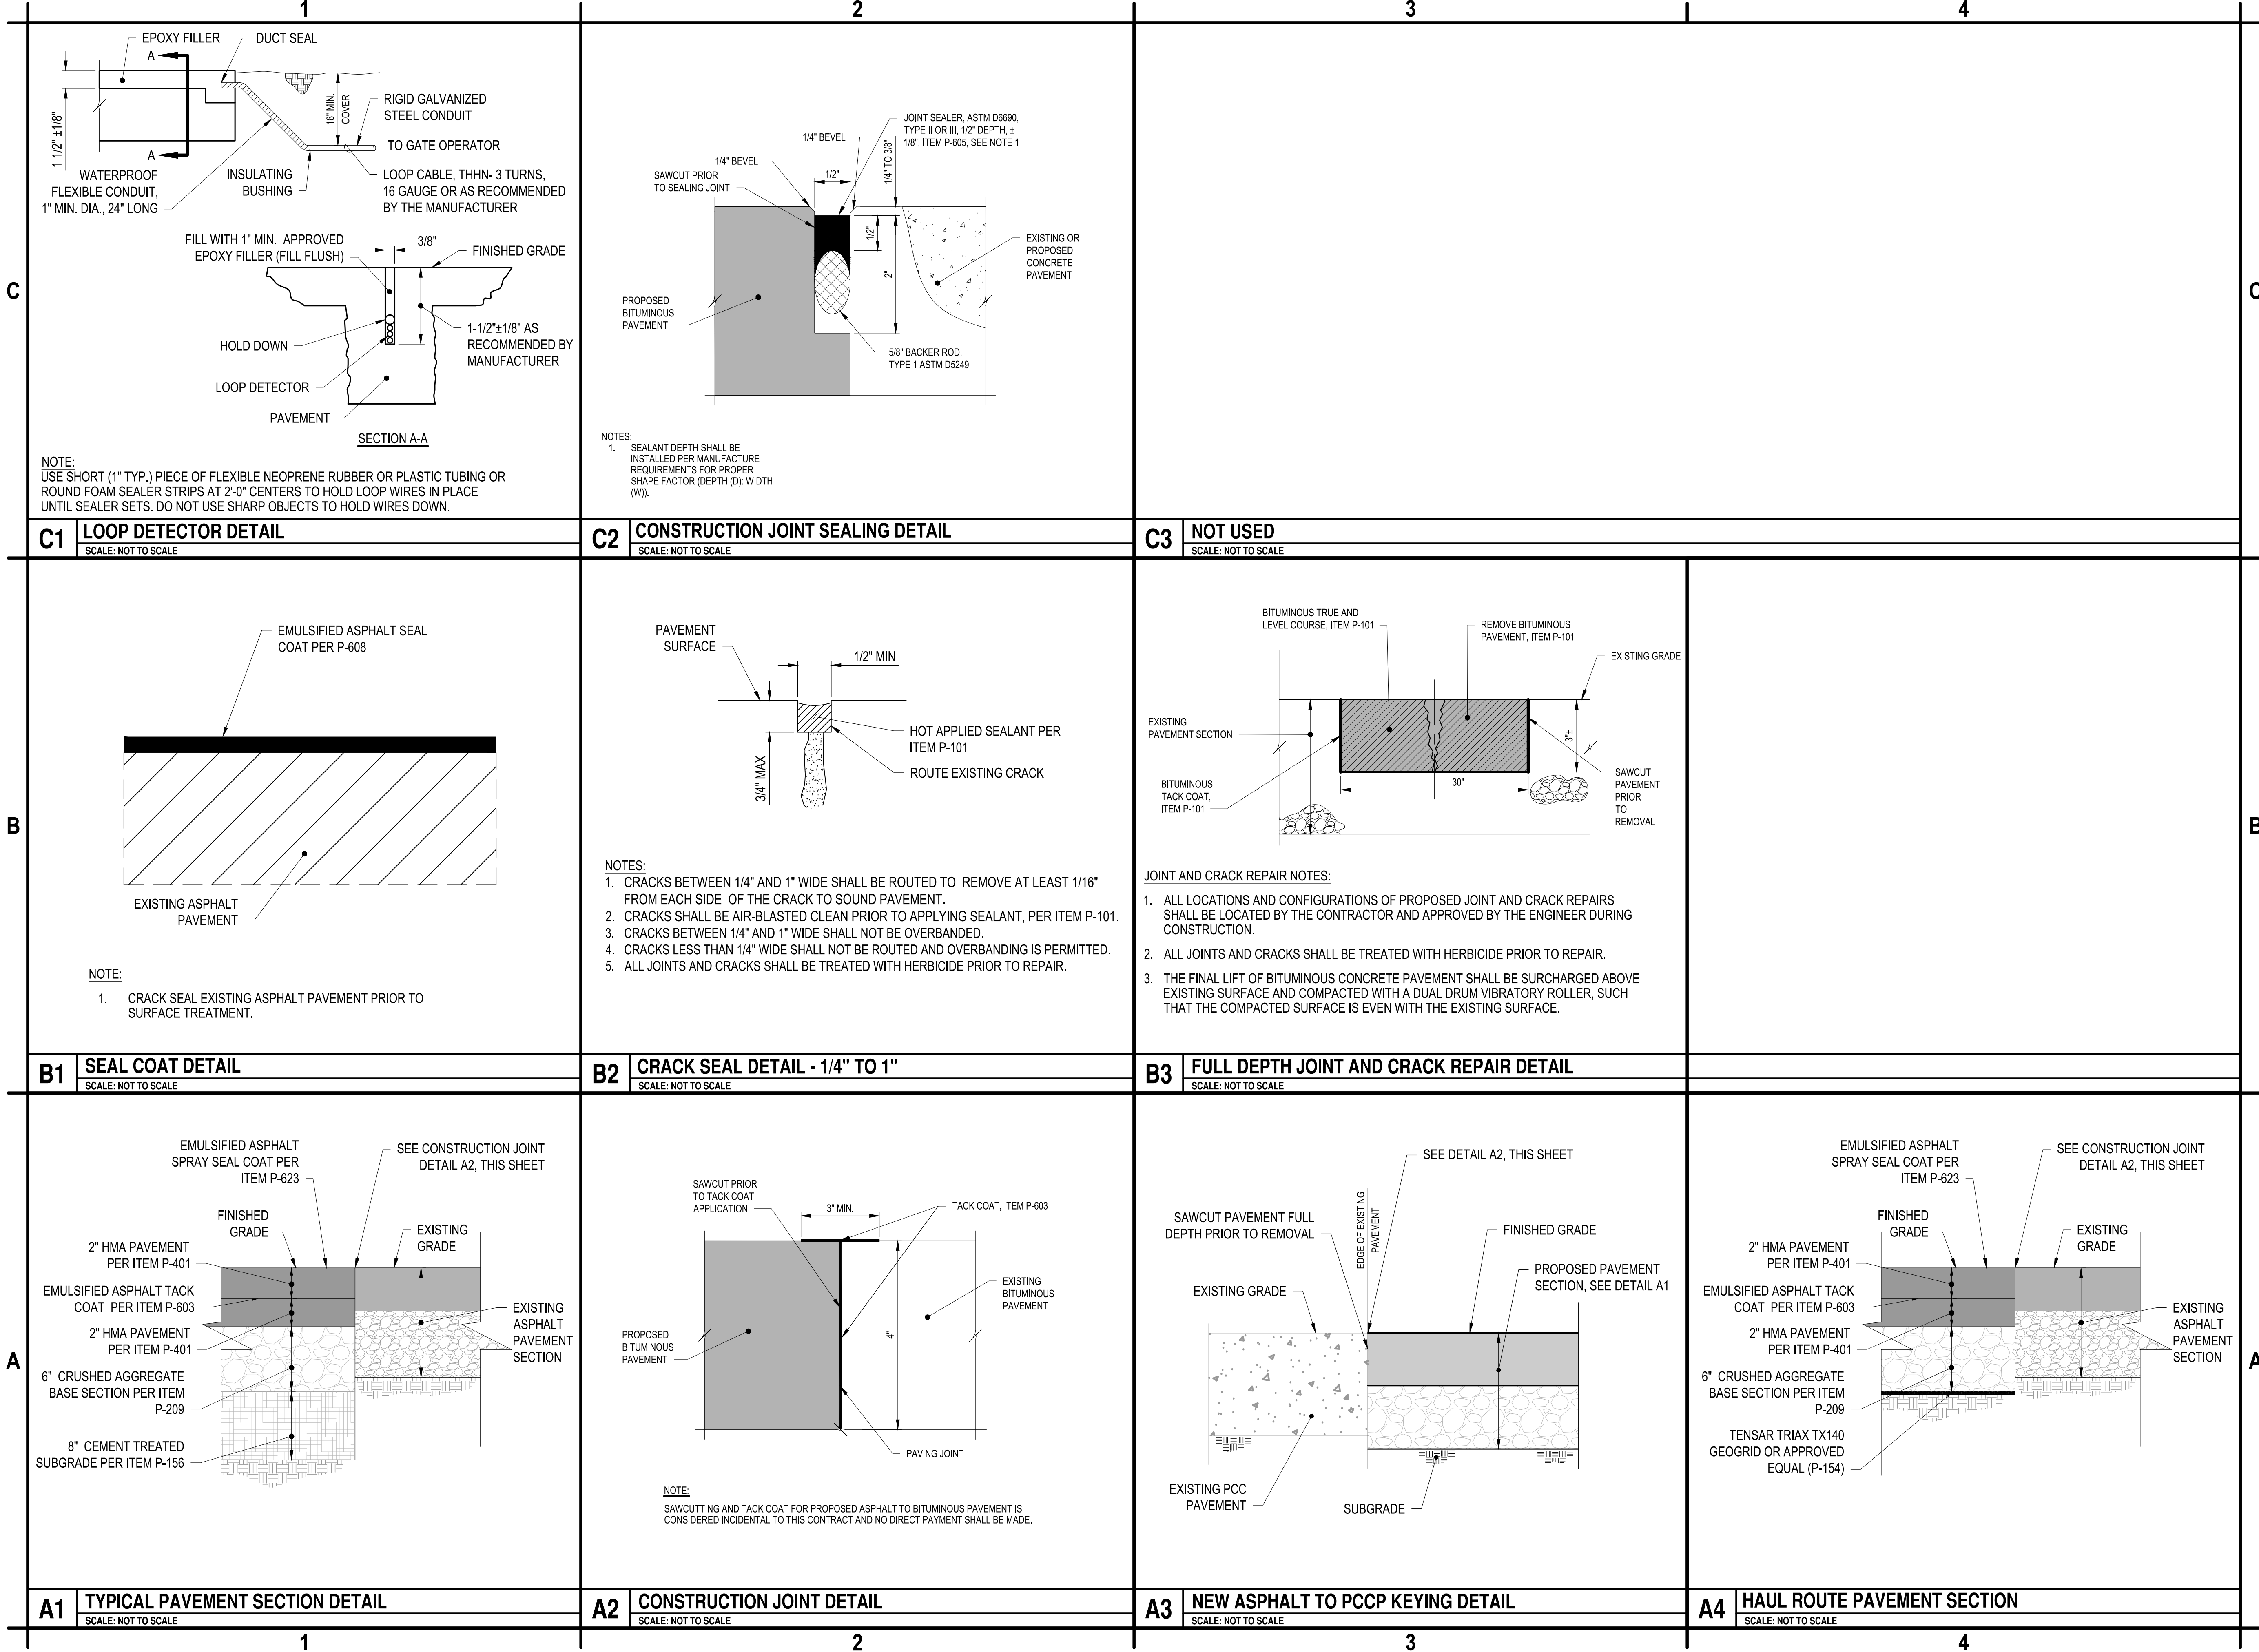 1
2
3
4
EPOXY FILLER
DUCT SEAL
A
A
1 1/2" ±1/8"
18" MIN.
COVER
RIGID GALVANIZED
STEEL CONDUIT
TO GATE OPERATOR
WATERPROOF
FLEXIBLE CONDUIT,
1" MIN. DIA., 24" LONG
INSULATING
BUSHING
LOOP CABLE, THHN- 3 TURNS,
16 GAUGE OR AS RECOMMENDED
BY THE MANUFACTURER
FILL WITH 1" MIN. APPROVED
EPOXY FILLER (FILL FLUSH)
3/8"
FINISHED GRADE
HOLD DOWN
1-1/2"±1/8" AS
RECOMMENDED BY
MANUFACTURER
LOOP DETECTOR
PAVEMENT
SECTION A-A
NOTE:
USE SHORT (1" TYP.) PIECE OF FLEXIBLE NEOPRENE RUBBER OR PLASTIC TUBING OR
ROUND FOAM SEALER STRIPS AT 2'-0" CENTERS TO HOLD LOOP WIRES IN PLACE
UNTIL SEALER SETS. DO NOT USE SHARP OBJECTS TO HOLD WIRES DOWN.
C1 LOOP DETECTOR DETAIL
SCALE: NOT TO SCALE
C
C
JOINT SEALER, ASTM D6690,
TYPE II OR III, 1/2" DEPTH, ±
1/8", ITEM P-605, SEE NOTE 1
1/4" BEVEL
1/4" BEVEL
1/4" TO 3/8"
SAWCUT PRIOR
TO SEALING JOINT
1/2"
1/2"
2"
EXISTING OR
PROPOSED
CONCRETE
PAVEMENT
PROPOSED
BITUMINOUS
PAVEMENT
5/8" BACKER ROD,
TYPE 1 ASTM D5249
NOTES:
1. SEALANT DEPTH SHALL BE
INSTALLED PER MANUFACTURE
REQUIREMENTS FOR PROPER
SHAPE FACTOR (DEPTH (D): WIDTH
(W)).
C2 CONSTRUCTION JOINT SEALING DETAIL
SCALE: NOT TO SCALE
C3 NOT USED
SCALE: NOT TO SCALE
EMULSIFIED ASPHALT SEAL
COAT PER P-608
EXISTING ASPHALT
PAVEMENT
NOTE:
1. CRACK SEAL EXISTING ASPHALT PAVEMENT PRIOR TO
SURFACE TREATMENT.
B1 SEAL COAT DETAIL
SCALE: NOT TO SCALE
B
B
PAVEMENT
SURFACE
1/2" MIN
3/4" MAX
HOT APPLIED SEALANT PER
ITEM P-101
ROUTE EXISTING CRACK
NOTES:
1. CRACKS BETWEEN 1/4" AND 1" WIDE SHALL BE ROUTED TO REMOVE AT LEAST 1/16"
FROM EACH SIDE OF THE CRACK TO SOUND PAVEMENT.
2. CRACKS SHALL BE AIR-BLASTED CLEAN PRIOR TO APPLYING SEALANT, PER ITEM P-101.
3. CRACKS BETWEEN 1/4" AND 1" WIDE SHALL NOT BE OVERBANDED.
4. CRACKS LESS THAN 1/4" WIDE SHALL NOT BE ROUTED AND OVERBANDING IS PERMITTED.
5. ALL JOINTS AND CRACKS SHALL BE TREATED WITH HERBICIDE PRIOR TO REPAIR.
B2 CRACK SEAL DETAIL - 1/4" TO 1"
SCALE: NOT TO SCALE
BITUMINOUS TRUE AND
LEVEL COURSE, ITEM P-101
REMOVE BITUMINOUS
PAVEMENT, ITEM P-101
EXISTING GRADE
EXISTING
PAVEMENT SECTION
3"±
BITUMINOUS
TACK COAT,
ITEM P-101
30"
SAWCUT
PAVEMENT
PRIOR
TO
REMOVAL
JOINT AND CRACK REPAIR NOTES:
1. ALL LOCATIONS AND CONFIGURATIONS OF PROPOSED JOINT AND CRACK REPAIRS
SHALL BE LOCATED BY THE CONTRACTOR AND APPROVED BY THE ENGINEER DURING
CONSTRUCTION.
2. ALL JOINTS AND CRACKS SHALL BE TREATED WITH HERBICIDE PRIOR TO REPAIR.
3. THE FINAL LIFT OF BITUMINOUS CONCRETE PAVEMENT SHALL BE SURCHARGED ABOVE
EXISTING SURFACE AND COMPACTED WITH A DUAL DRUM VIBRATORY ROLLER, SUCH
THAT THE COMPACTED SURFACE IS EVEN WITH THE EXISTING SURFACE.
B3 FULL DEPTH JOINT AND CRACK REPAIR DETAIL
SCALE: NOT TO SCALE
EMULSIFIED ASPHALT
SPRAY SEAL COAT PER
ITEM P-623
SEE CONSTRUCTION JOINT
DETAIL A2, THIS SHEET
FINISHED
GRADE
EXISTING
GRADE
2" HMA PAVEMENT
PER ITEM P-401
EMULSIFIED ASPHALT TACK
COAT PER ITEM P-603
2" HMA PAVEMENT
PER ITEM P-401
EXISTING
ASPHALT
PAVEMENT
SECTION
6" CRUSHED AGGREGATE
BASE SECTION PER ITEM
P-209
8" CEMENT TREATED
SUBGRADE PER ITEM P-156
A1 TYPICAL PAVEMENT SECTION DETAIL
SCALE: NOT TO SCALE
A
A
SAWCUT PRIOR
TO TACK COAT
APPLICATION
3" MIN.
TACK COAT, ITEM P-603
EXISTING
BITUMINOUS
PAVEMENT
4"
PROPOSED
BITUMINOUS
PAVEMENT
PAVING JOINT
NOTE:
SAWCUTTING AND TACK COAT FOR PROPOSED ASPHALT TO BITUMINOUS PAVEMENT IS
CONSIDERED INCIDENTAL TO THIS CONTRACT AND NO DIRECT PAYMENT SHALL BE MADE.
A2 CONSTRUCTION JOINT DETAIL
SCALE: NOT TO SCALE
SEE DETAIL A2, THIS SHEET
EDGE OF EXISTING
PAVEMENT
SAWCUT PAVEMENT FULL
DEPTH PRIOR TO REMOVAL
FINISHED GRADE
EXISTING GRADE
PROPOSED PAVEMENT
SECTION, SEE DETAIL A1
EXISTING PCC
PAVEMENT
SUBGRADE
A3 NEW ASPHALT TO PCCP KEYING DETAIL
SCALE: NOT TO SCALE
EMULSIFIED ASPHALT
SPRAY SEAL COAT PER
ITEM P-623
SEE CONSTRUCTION JOINT
DETAIL A2, THIS SHEET
FINISHED
GRADE
EXISTING
GRADE
2" HMA PAVEMENT
PER ITEM P-401
EMULSIFIED ASPHALT TACK
COAT PER ITEM P-603
2" HMA PAVEMENT
PER ITEM P-401
EXISTING
ASPHALT
PAVEMENT
SECTION
6" CRUSHED AGGREGATE
BASE SECTION PER ITEM
P-209
TENSAR TRIAX TX140
GEOGRID OR APPROVED
EQUAL (P-154)
A4 HAUL ROUTE PAVEMENT SECTION
SCALE: NOT TO SCALE
1
2
3
4